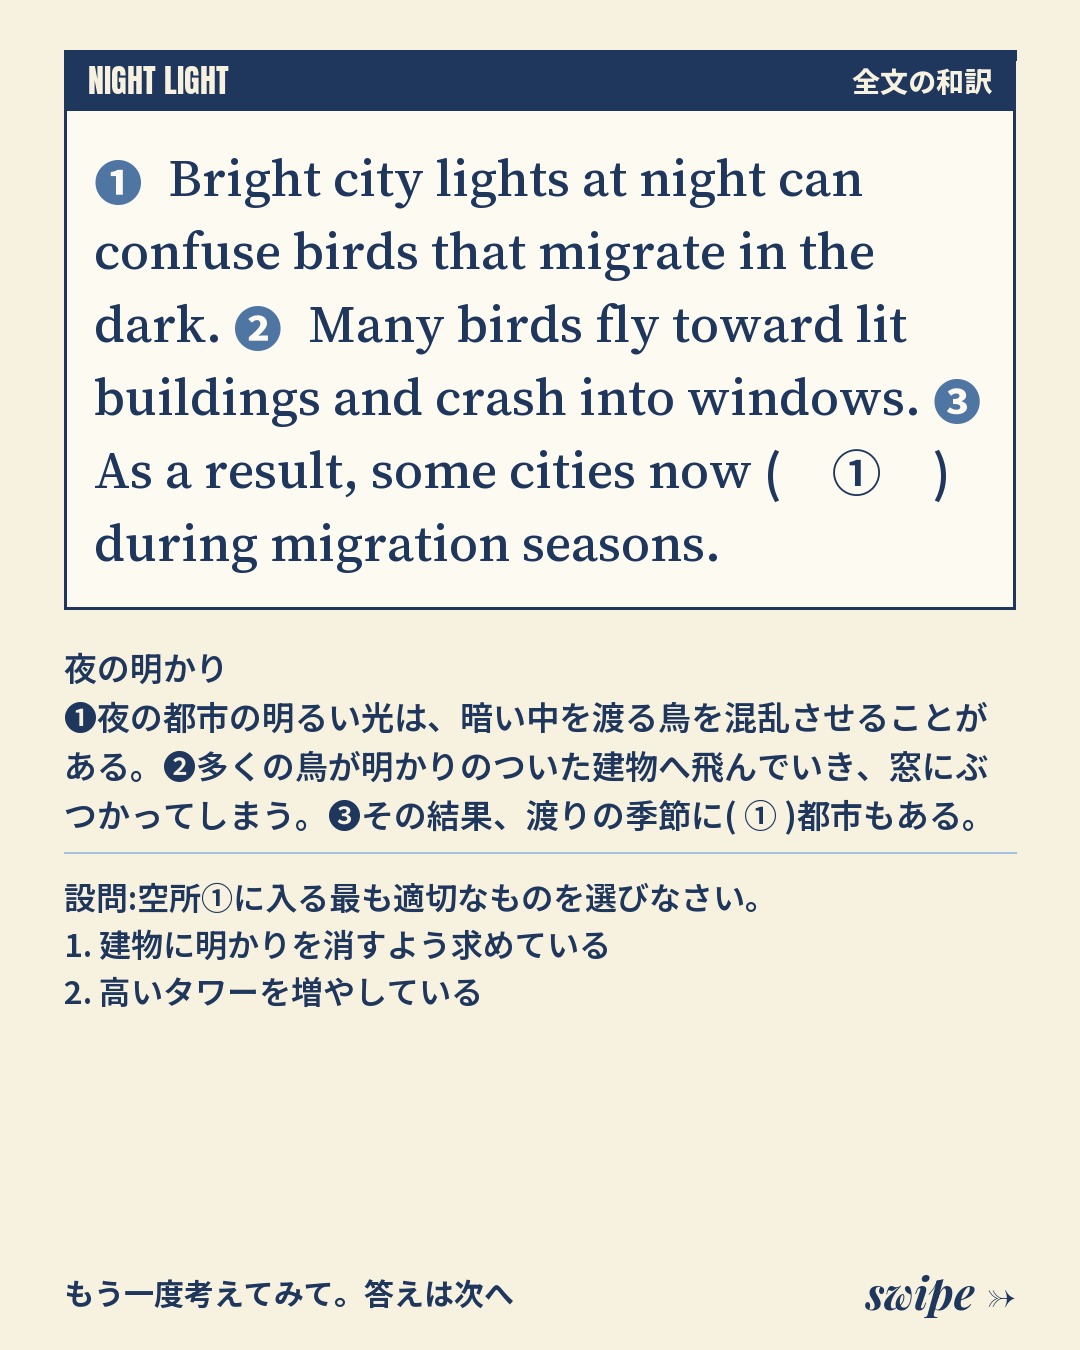 NIGHT LIGHT 全文の和訳
❶ Bright city lights at night can
confuse birds that migrate in the
dark. ❷ Many birds fly toward lit
buildings and crash into windows. ❸
As a result, some cities now ( ① )
during migration seasons.
夜の明かり
❶夜の都市の明るい光は、暗い中を渡る鳥を混乱させることが
ある。❷多くの鳥が明かりのついた建物へ飛んでいき、窓にぶ
つかってしまう。❸その結果、渡りの季節に( ① )都市もある。
設問:空所①に入る最も適切なものを選びなさい。
1. 建物に明かりを消すよう求めている
2. 高いタワーを増やしている
もう一度考えてみて。答えは次へ
swipe